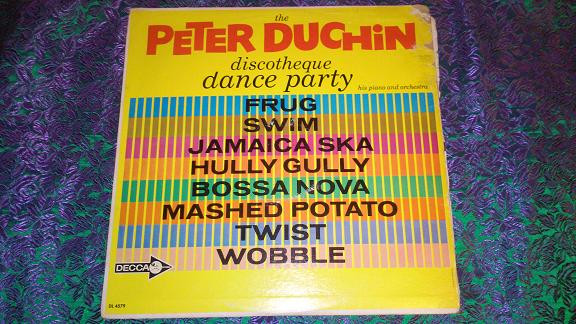 the
PETER DUCHIN
discotheque
dance party
his piano and orchestra
FRUG
SWIM
JAMAICA SKA
HULLY GULLY
BOSSA NOVA
MASHED POTATO
TWIST
WOBBLE
DECCA
DL 4579